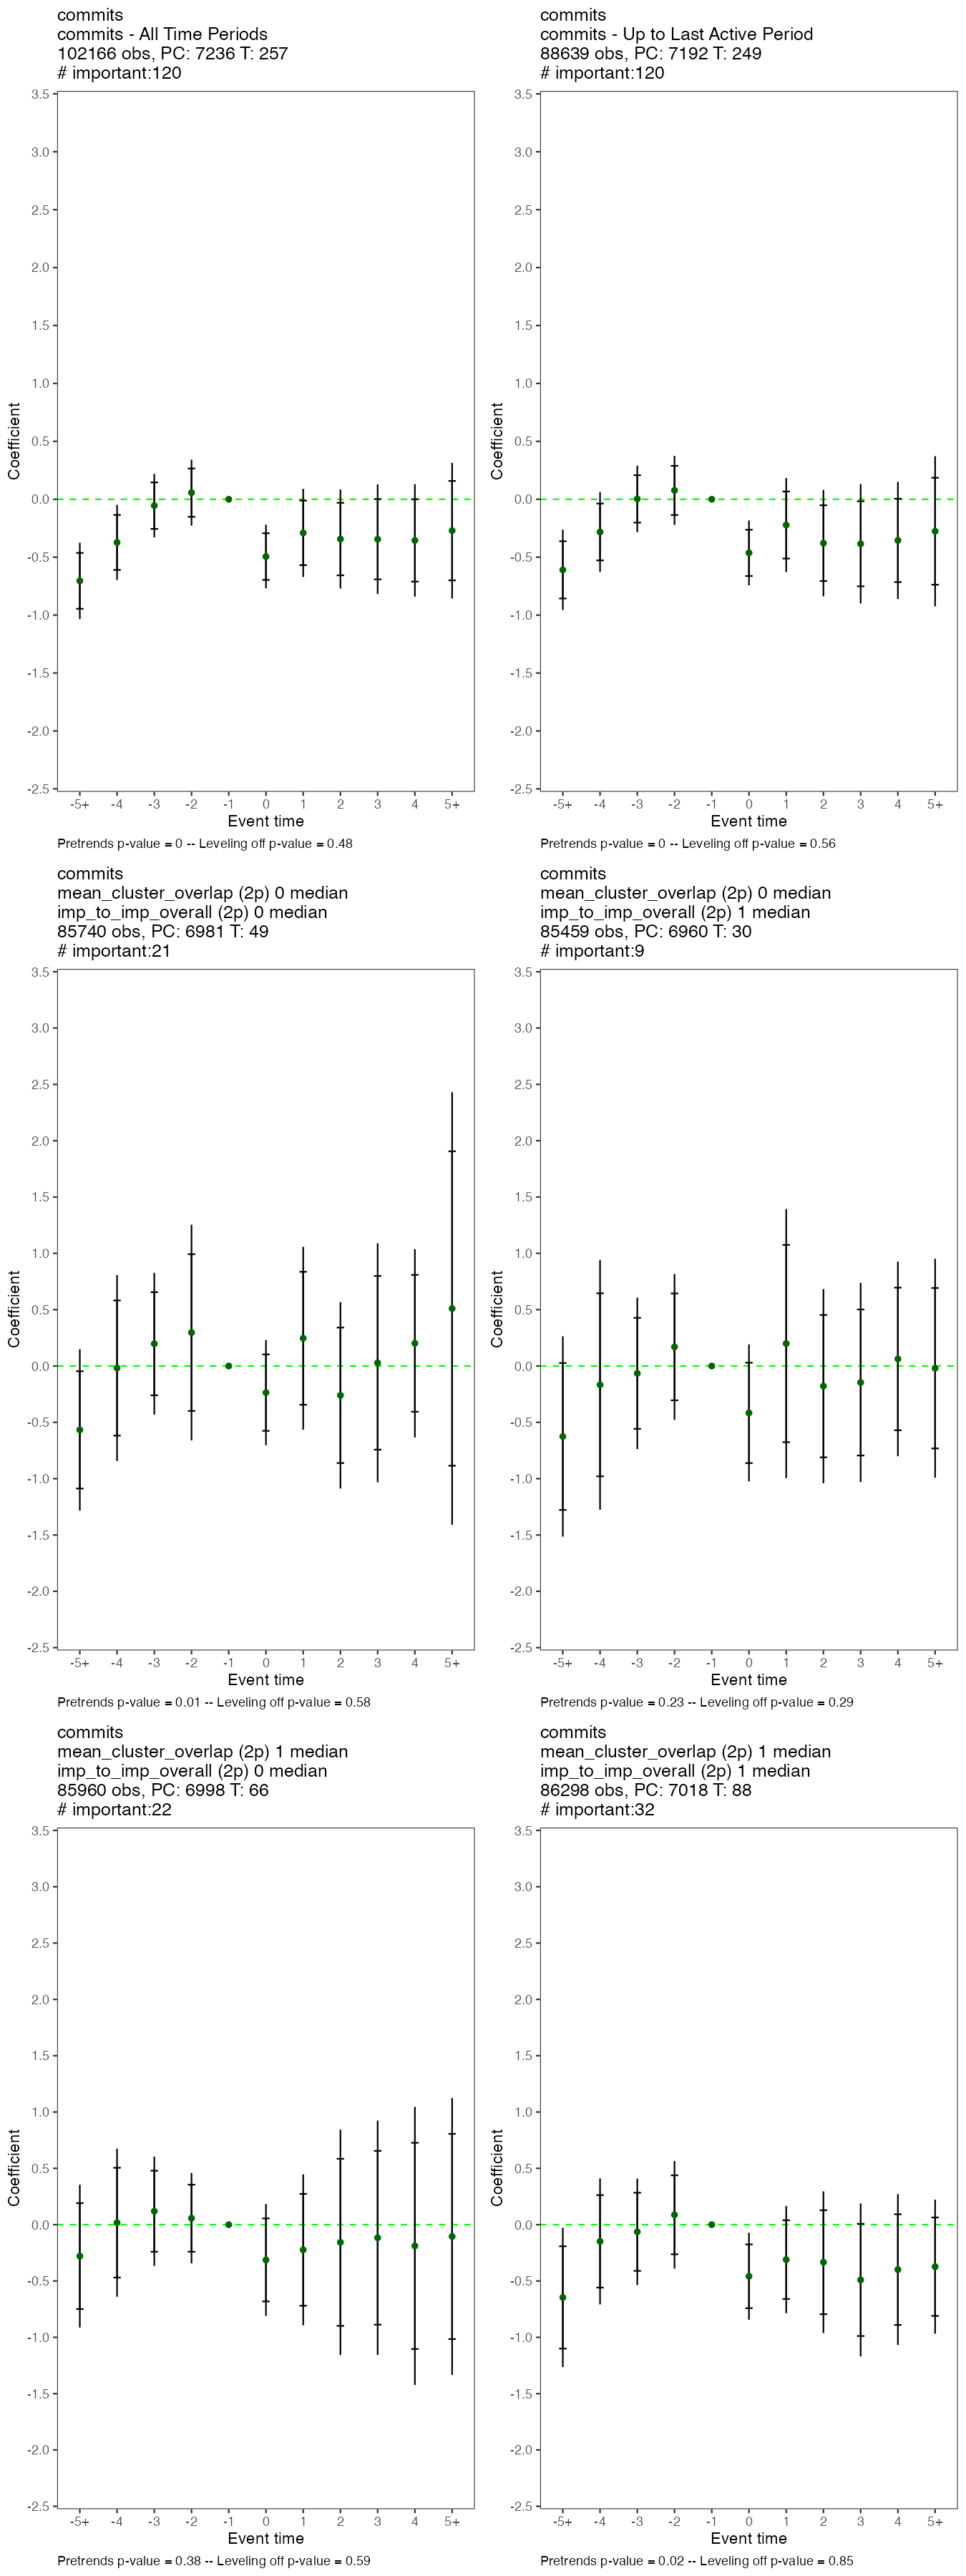 commits
commits - All Time Periods
102166 obs, PC: 7236 T: 257
# important:120
3.5
3.0
2.5
2.0
1.5
1.0
0.5
0.0
-0.5
-1.0
-1.5
-2.0
-2.5
Coefficient
-5+ -4 -3 -2 -1 0 1 2 3 4 5+
Event time
Pretrends p-value = 0 -- Leveling off p-value = 0.48
commits
commits - Up to Last Active Period
88639 obs, PC: 7192 T: 249
# important:120
3.5
3.0
2.5
2.0
1.5
1.0
0.5
0.0
-0.5
-1.0
-1.5
-2.0
-2.5
Coefficient
-5+ -4 -3 -2 -1 0 1 2 3 4 5+
Event time
Pretrends p-value = 0 -- Leveling off p-value = 0.56
commits
mean_cluster_overlap (2p) 0 median
imp_to_imp_overall (2p) 0 median
85740 obs, PC: 6981 T: 49
# important:21
3.5
3.0
2.5
2.0
1.5
1.0
0.5
0.0
-0.5
-1.0
-1.5
-2.0
-2.5
Coefficient
-5+ -4 -3 -2 -1 0 1 2 3 4 5+
Event time
Pretrends p-value = 0.01 -- Leveling off p-value = 0.58
commits
mean_cluster_overlap (2p) 0 median
imp_to_imp_overall (2p) 1 median
85459 obs, PC: 6960 T: 30
# important:9
3.5
3.0
2.5
2.0
1.5
1.0
0.5
0.0
-0.5
-1.0
-1.5
-2.0
-2.5
Coefficient
-5+ -4 -3 -2 -1 0 1 2 3 4 5+
Event time
Pretrends p-value = 0.23 -- Leveling off p-value = 0.29
commits
mean_cluster_overlap (2p) 1 median
imp_to_imp_overall (2p) 0 median
85960 obs, PC: 6998 T: 66
# important:22
3.5
3.0
2.5
2.0
1.5
1.0
0.5
0.0
-0.5
-1.0
-1.5
-2.0
-2.5
Coefficient
-5+ -4 -3 -2 -1 0 1 2 3 4 5+
Event time
Pretrends p-value = 0.38 -- Leveling off p-value = 0.59
commits
mean_cluster_overlap (2p) 1 median
imp_to_imp_overall (2p) 1 median
86298 obs, PC: 7018 T: 88
# important:32
3.5
3.0
2.5
2.0
1.5
1.0
0.5
0.0
-0.5
-1.0
-1.5
-2.0
-2.5
Coefficient
-5+ -4 -3 -2 -1 0 1 2 3 4 5+
Event time
Pretrends p-value = 0.02 -- Leveling off p-value = 0.85